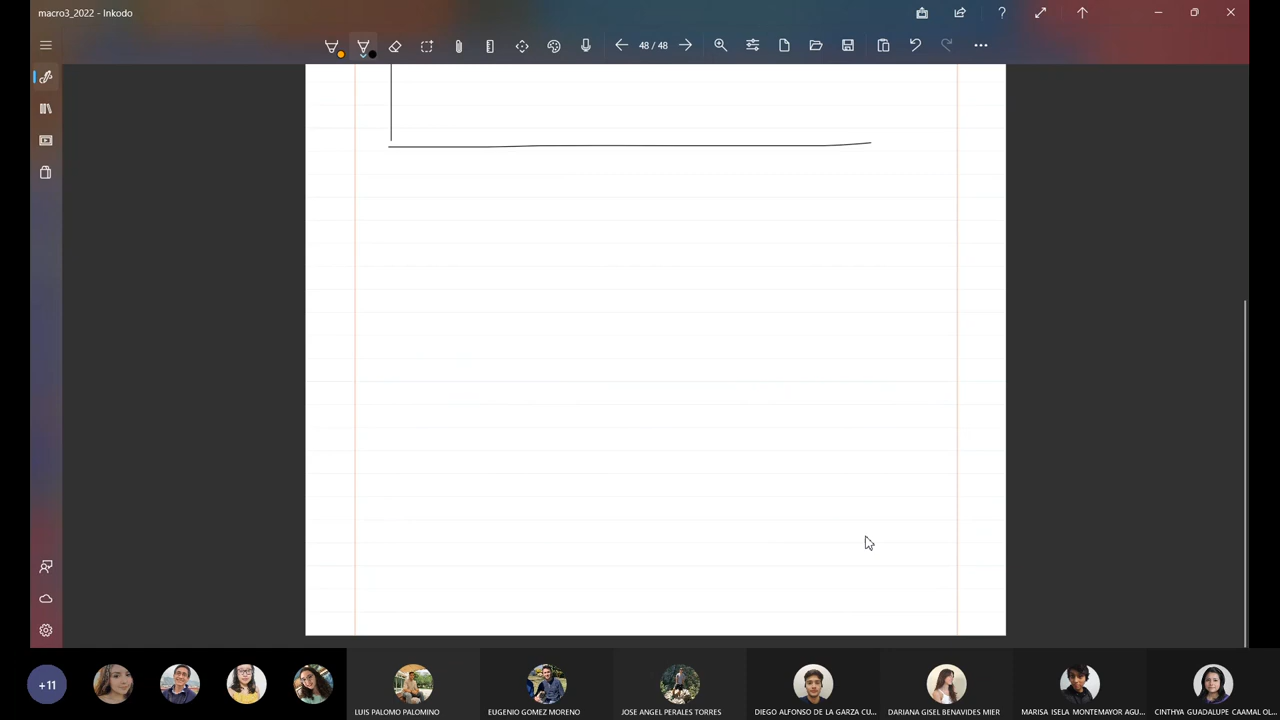 macro3_2022 - Inkodo
48 / 48
+11
LUIS PALOMO PALOMINO
EUGENIO GOMEZ MORENO
JOSE ANGEL PERALES TORRES
DIEGO ALFONSO DE LA GARZA CU...
DARIANA GISEL BENAVIDES MIER
MARISA ISELA MONTEMAYOR AGU...
CINTHYA GUADALUPE CAAMAL OL...